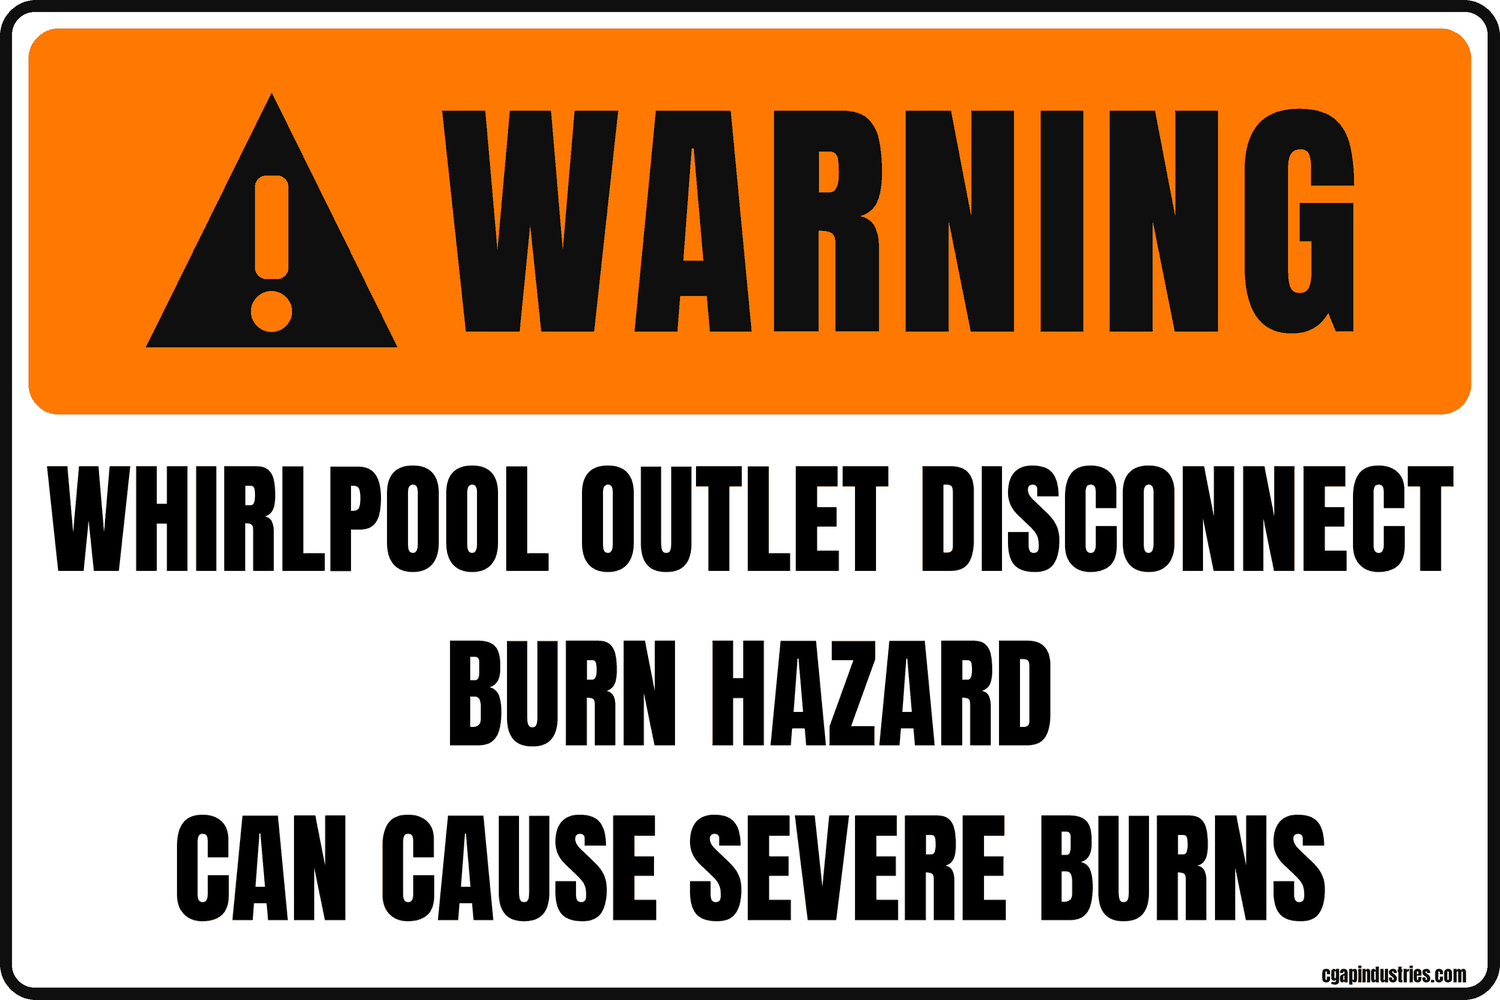 WARNING
WHIRLPOOL OUTLET DISCONNECT
BURN HAZARD
CAN CAUSE SEVERE BURNS
cgapindustries.com